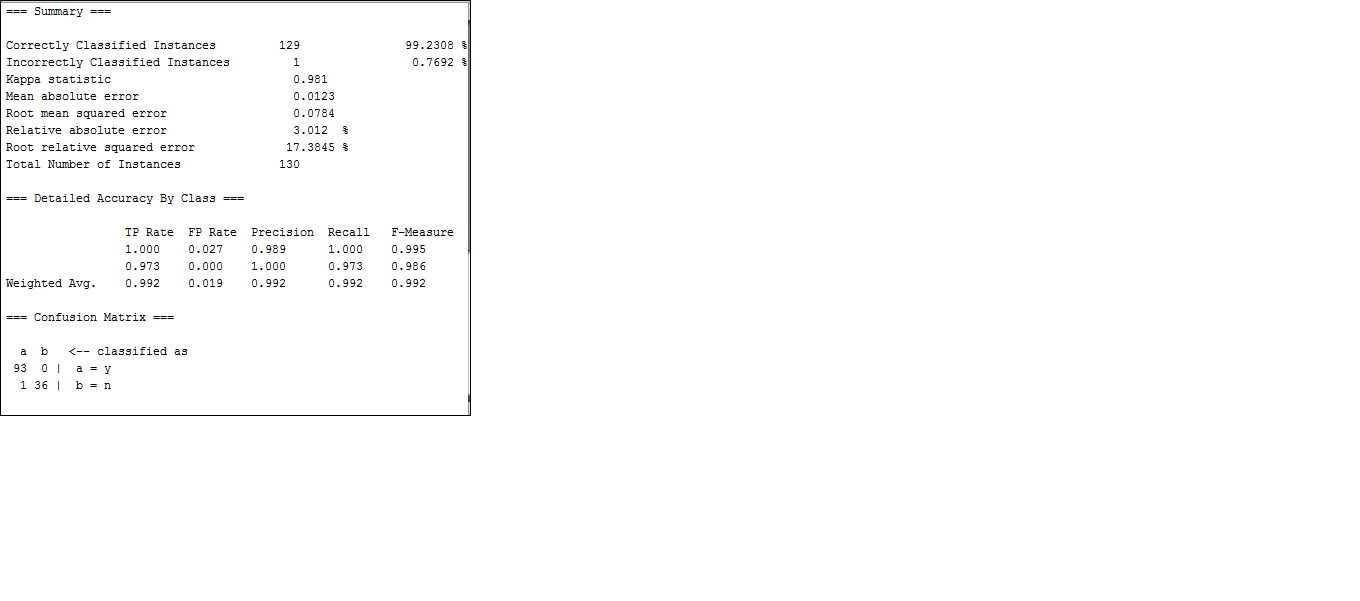 === Summary ===
Correctly Classified Instances 129 99.2308 %
Incorrectly Classified Instances 1 0.7692 %
Kappa statistic 0.981
Mean absolute error 0.0123
Root mean squared error 0.0784
Relative absolute error 3.012 %
Root relative squared error 17.3845 %
Total Number of Instances 130
=== Detailed Accuracy By Class ===
TP Rate FP Rate Precision Recall F-Measure
1.000 0.027 0.989 1.000 0.995
0.973 0.000 1.000 0.973 0.986
Weighted Avg. 0.992 0.019 0.992 0.992 0.992
=== Confusion Matrix ===
a b <-- classified as
93 0 | a = y
1 36 | b = n